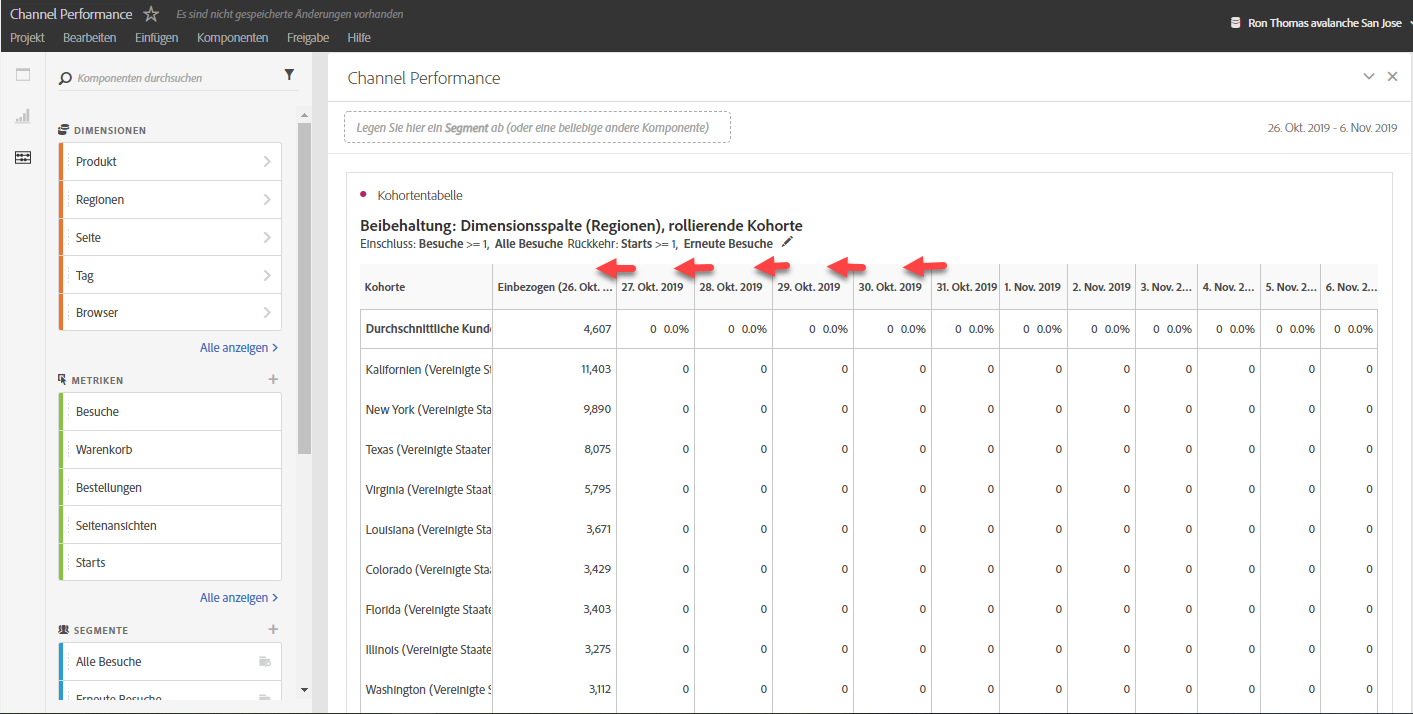 Channel Performance Es sind nicht gespeicherte Änderungen vorhanden
Ron Thomas avalanche San Jose
Projekt Bearbeiten Einfügen Komponenten Freigabe Hilfe
Komponenten durchsuchen
DIMENSIONEN
Produkt
Regionen
Seite
Tag
Browser
Alle anzeigen
METRIKEN
Besuche
Warenkorb
Bestellungen
Seitenansichten
Starts
Alle anzeigen
SEGMENTE
Alle Besuche
Erneute Besuche
Channel Performance
Legen Sie hier ein Segment ab (oder eine beliebige andere Komponente)
26. Okt. 2019 - 6. Nov. 2019
Kohortentabelle
Beibehaltung: Dimensionsspalte (Regionen), rollierende Kohorte
Einschluss: Besuche >= 1, Alle Besuche Rückkehr: Starts >= 1, Erneute Besuche
Kohorte Einbezogen (26. Okt. ... 27. Okt. 2019 28. Okt. 2019 29. Okt. 2019 30. Okt. 2019 31. Okt. 2019 1. Nov. 2019 2. Nov. 2019 3. Nov. 2... 4. Nov. 2... 5. Nov. 2... 6. Nov. 2...
Durchschnittliche Kunde 4,607 0 0.0% 0 0.0% 0 0.0% 0 0.0% 0 0.0% 0 0.0% 0 0.0% 0 0.0% 0 0.0% 0 0.0% 0 0.0%
Kalifornien (Vereinigte St 11,403 0 0 0 0 0 0 0 0 0 0 0
New York (Vereinigte Sta 9,890 0 0 0 0 0 0 0 0 0 0 0
Texas (Vereinigte Staaten 8,075 0 0 0 0 0 0 0 0 0 0 0
Virginia (Vereinigte Staat 5,795 0 0 0 0 0 0 0 0 0 0 0
Louisiana (Vereinigte Sta 3,671 0 0 0 0 0 0 0 0 0 0 0
Colorado (Vereinigte Sta 3,429 0 0 0 0 0 0 0 0 0 0 0
Florida (Vereinigte Staate 3,403 0 0 0 0 0 0 0 0 0 0 0
Illinois (Vereinigte Staate 3,275 0 0 0 0 0 0 0 0 0 0 0
Washington (Vereinigte S 3,112 0 0 0 0 0 0 0 0 0 0 0